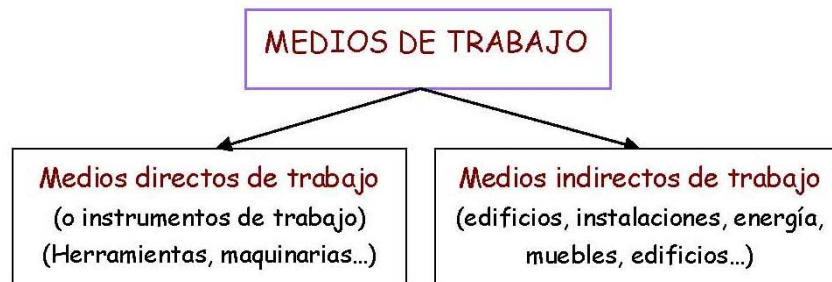 MEDIOS DE TRABAJO
Medios directos de trabajo
(o instrumentos de trabajo)
(Herramientas, maquinarias...)
Medios indirectos de trabajo
(edificios, instalaciones, energía,
muebles, edificios...)